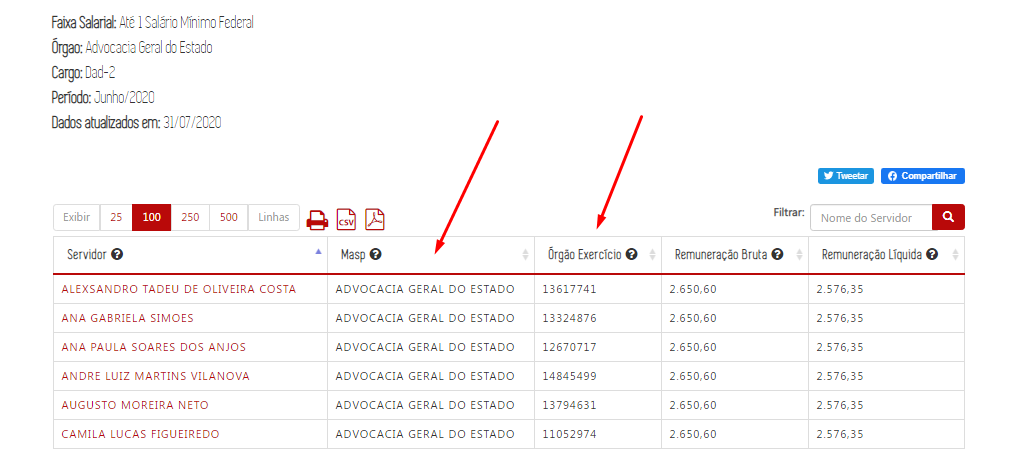 Faixa Salarial: Até 1 Salário Mínimo Federal
Órgao: Advocacia Geral do Estado
Cargo: Dad-2
Período: Junho/2020
Dados atualizados em: 31/07/2020
Tweetar Compartilhar
Exibir 25 100 250 500 Linhas CSV Filtrar: Nome do Servidor
Servidor ? Masp ? Órgão Exercício ? Remuneração Bruta ? Remuneração Líquida ?
ALEXSANDRO TADEU DE OLIVEIRA COSTA ADVOCACIA GERAL DO ESTADO 13617741 2.650,60 2.576,35
ANA GABRIELA SIMOES ADVOCACIA GERAL DO ESTADO 13324876 2.650,60 2.576,35
ANA PAULA SOARES DOS ANJOS ADVOCACIA GERAL DO ESTADO 12670717 2.650,60 2.576,35
ANDRE LUIZ MARTINS VILANOVA ADVOCACIA GERAL DO ESTADO 14845499 2.650,60 2.576,35
AUGUSTO MOREIRA NETO ADVOCACIA GERAL DO ESTADO 13794631 2.650,60 2.576,35
CAMILA LUCAS FIGUEIREDO ADVOCACIA GERAL DO ESTADO 11052974 2.650,60 2.576,35